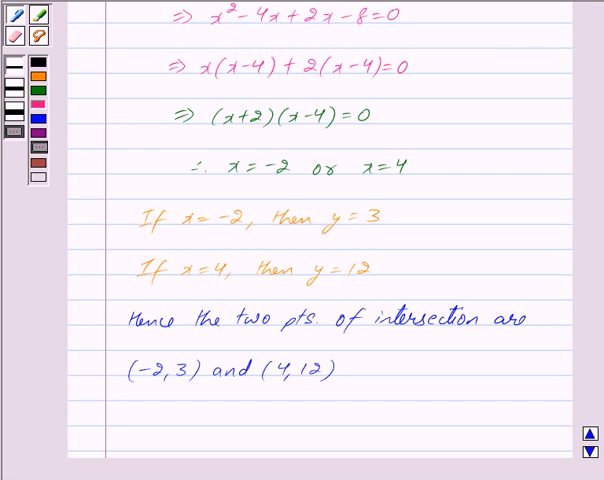 ⇒ x² - 4x + 2x - 8 = 0
⇒ x(x-4) + 2(x-4) = 0
⇒ (x+2)(x-4) = 0
∴ x = -2 or x = 4
If x = -2, then y = 3
If x = 4, then y = 12
Hence the two pts. of intersection are
(-2, 3) and (4, 12)